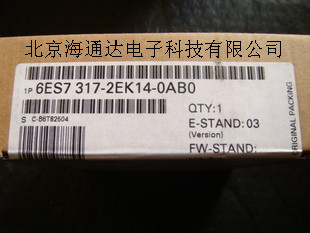 北京海通达电子科技有限公司
1P 6ES7 317-2EK14-0AB0
QTY:1
S C-B6T82604
E-STAND: 03
(Version)
FW-STAND:
ORIGINAL PACKING